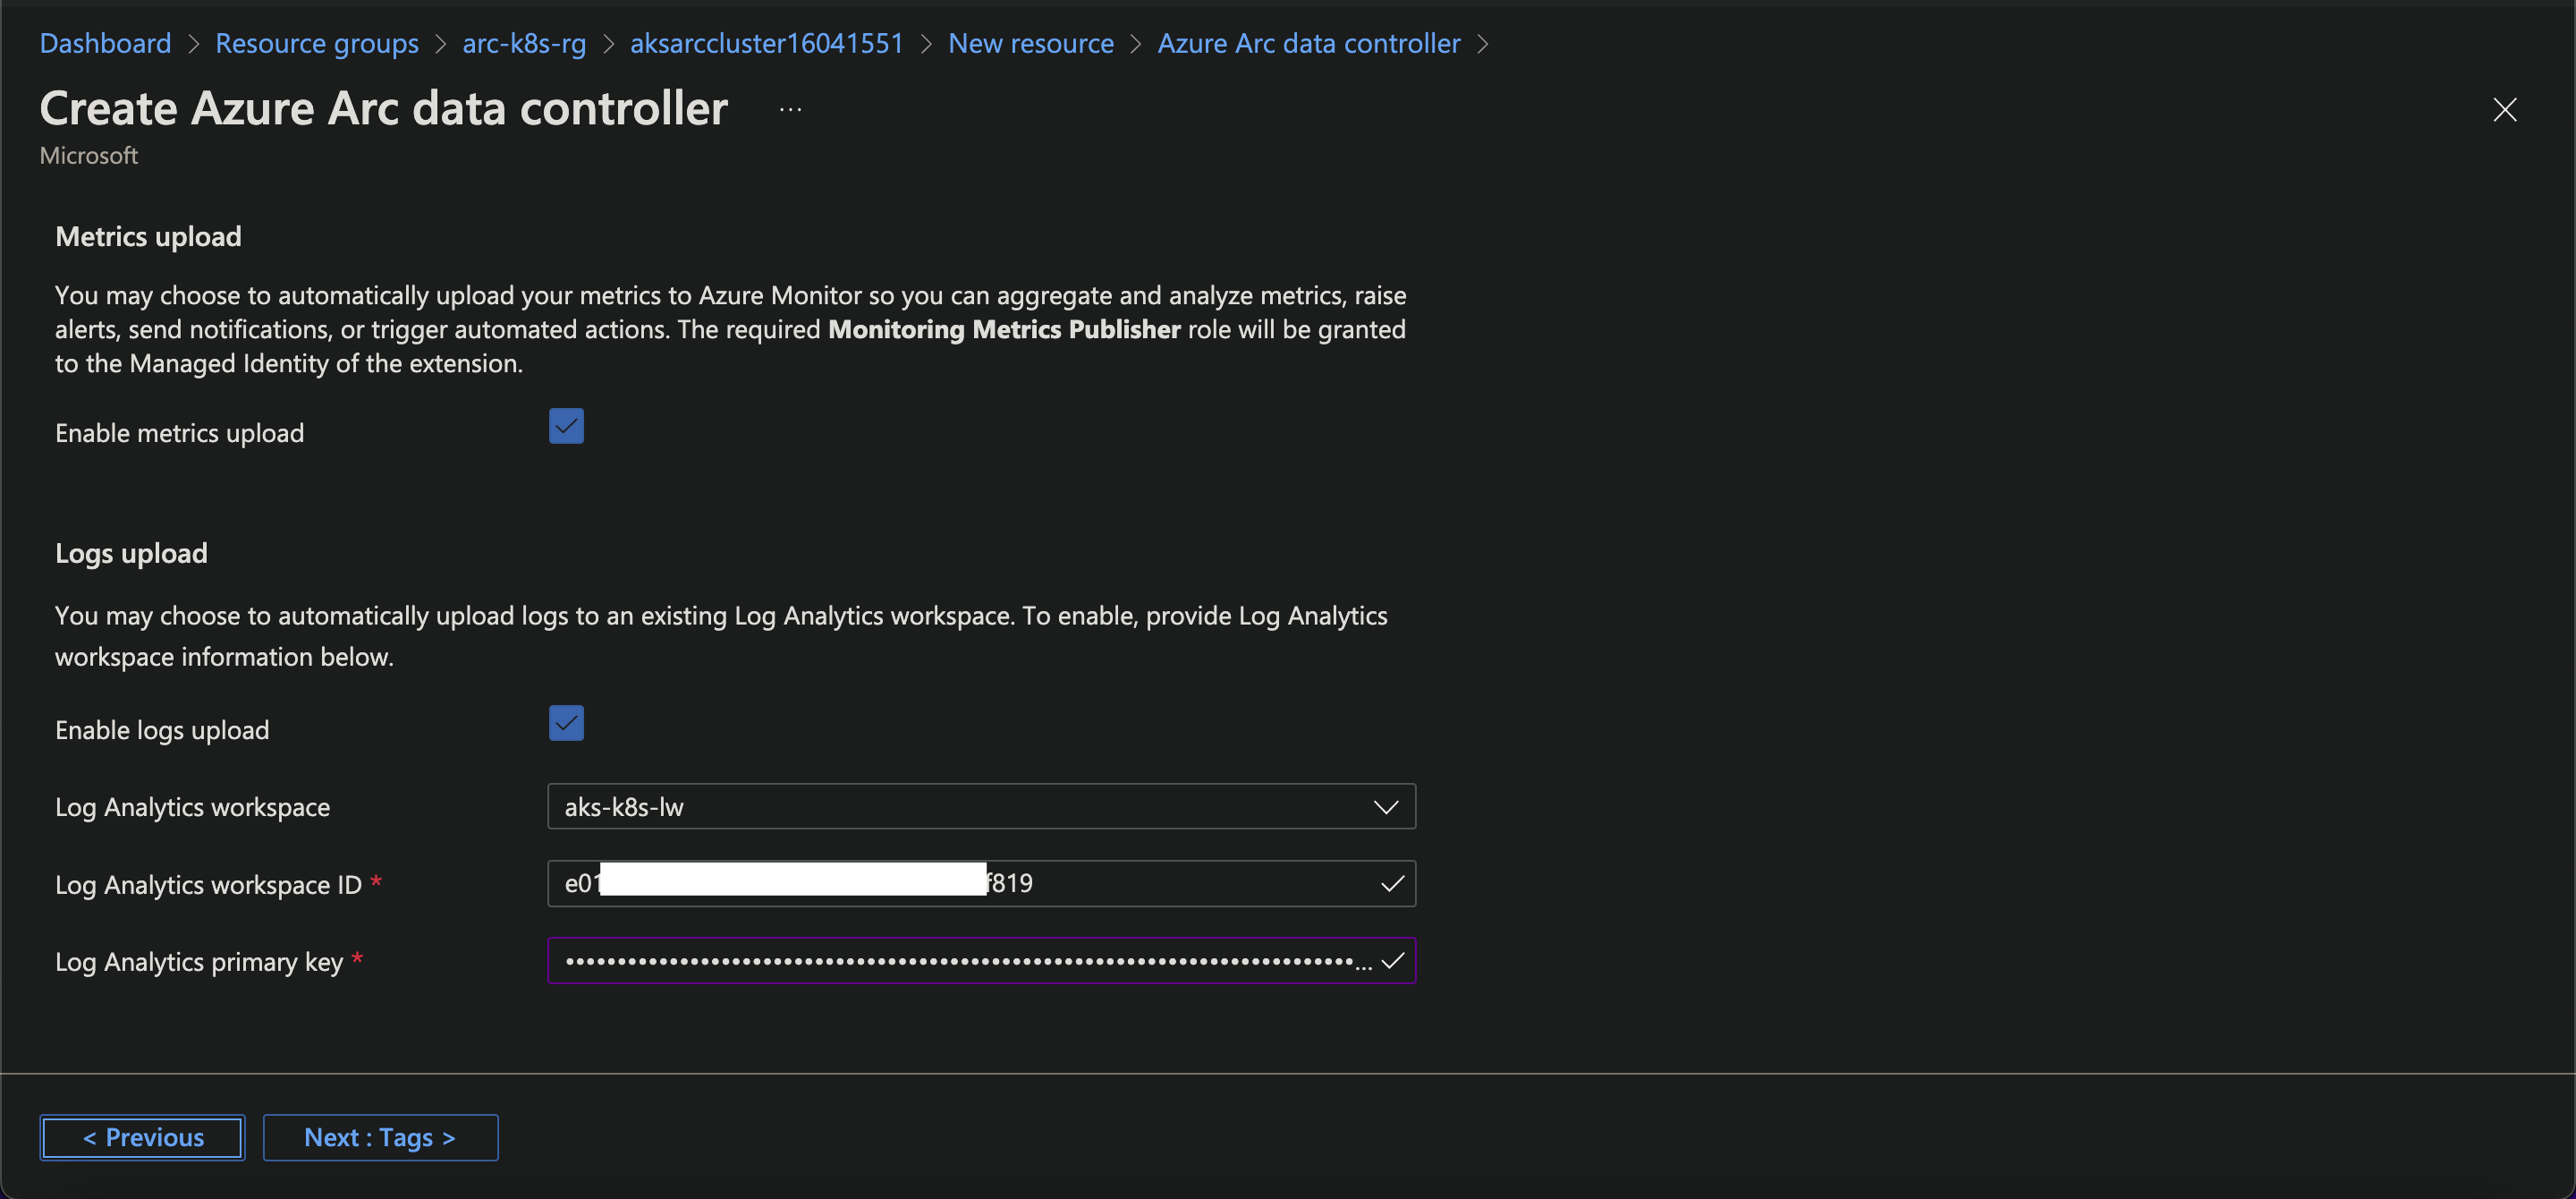 Dashboard > Resource groups > arc-k8s-rg > aksarccluster16041551 > New resource > Azure Arc data controller >
Create Azure Arc data controller ...
Microsoft
Metrics upload
You may choose to automatically upload your metrics to Azure Monitor so you can aggregate and analyze metrics, raise
alerts, send notifications, or trigger automated actions. The required Monitoring Metrics Publisher role will be granted
to the Managed Identity of the extension.
Enable metrics upload
Logs upload
You may choose to automatically upload logs to an existing Log Analytics workspace. To enable, provide Log Analytics
workspace information below.
Enable logs upload
Log Analytics workspace aks-k8s-lw
Log Analytics workspace ID * e01 f819
Log Analytics primary key *
< Previous Next : Tags >